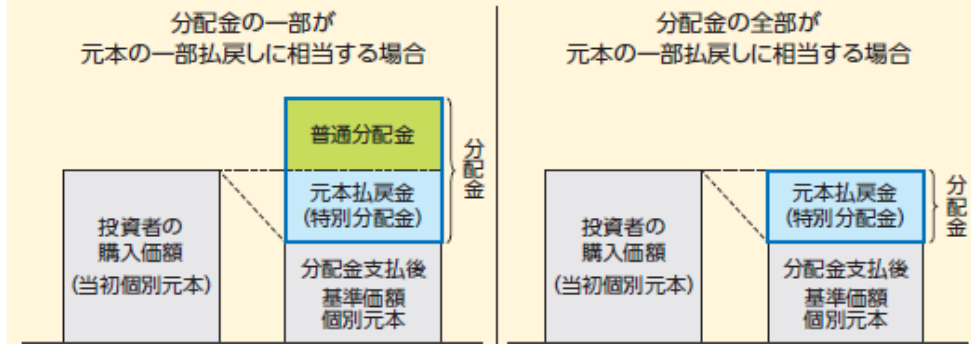 分配金の一部が
元本の一部払戻しに相当する場合
普通分配金
元本払戻金
(特別分配金)
分配金
投資者の
購入価額
(当初個別元本)
分配金支払後
基準価額
個別元本
分配金の全部が
元本の一部払戻しに相当する場合
元本払戻金
(特別分配金)
分配金
投資者の
購入価額
(当初個別元本)
分配金支払後
基準価額
個別元本